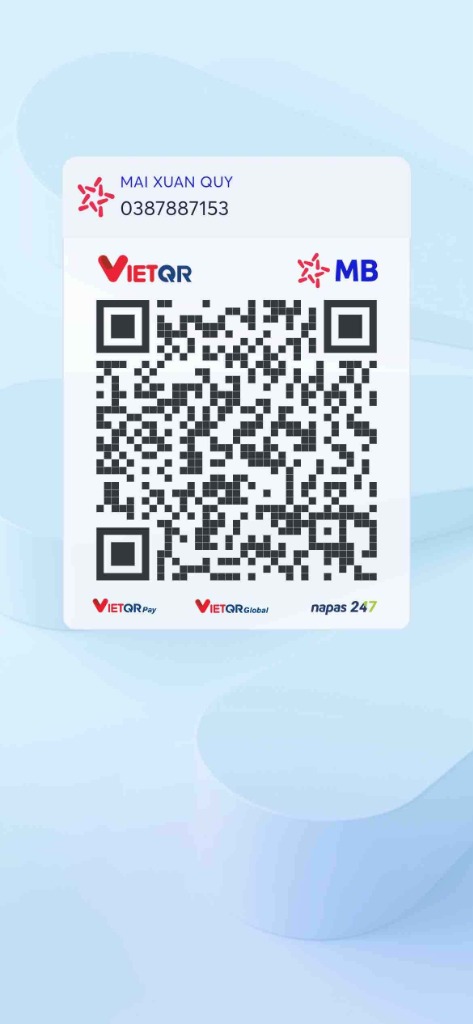 MAI XUAN QUY
0387887153
VIETQR
MB
VIETQR Pay
VIETQR Global
napas 247